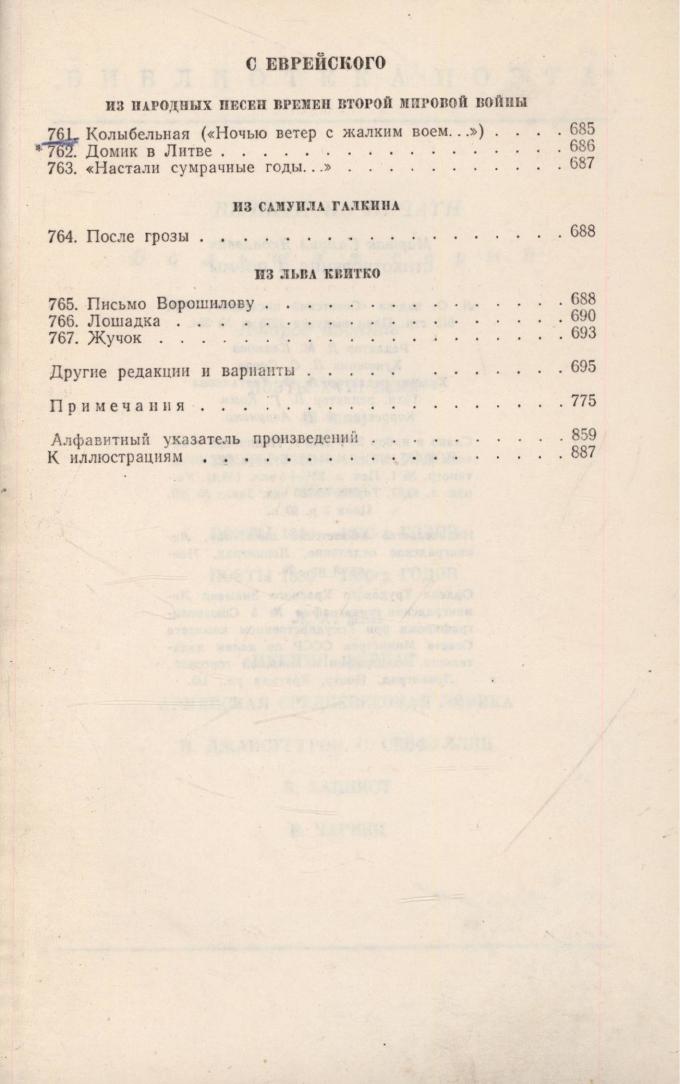 С ЕВРЕЙСКОГО
ИЗ НАРОДНЫХ ПЕСЕН ВРЕМЕН ВТОРОЙ МИРОВОЙ ВОЙНЫ
761. Колыбельная («Ночью ветер с жалким воем...») . . . . 685
*762. Домик в Литве . . . . . . . . . . . . . . . . . 686
763. «Настали сумрачные годы...» . . . . . . . . . . . 687
ИЗ САМУИЛА ГАЛКИНА
764. После грозы . . . . . . . . . . . . . . . . . . 688
ИЗ ЛЬВА КВИТКО
765. Письмо Ворошилову . . . . . . . . . . . . . . . 688
766. Лошадка . . . . . . . . . . . . . . . . . . . 690
767. Жучок . . . . . . . . . . . . . . . . . . . . 693
Другие редакции и варианты . . . . . . . . . . . . . 695
Примечания . . . . . . . . . . . . . . . . . . 775
Алфавитный указатель произведений . . . . . . . . . . 859
К иллюстрациям . . . . . . . . . . . . . . . . . . 887